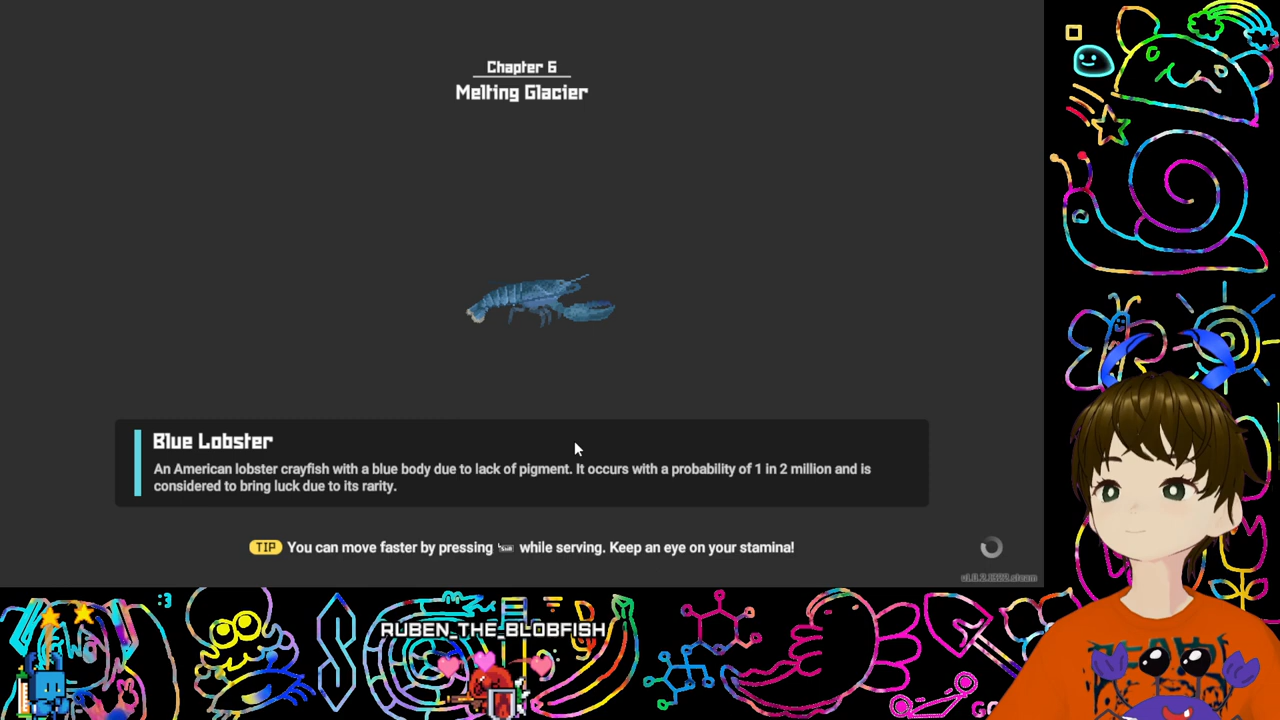 Chapter 6
Melting Glacier
Blue Lobster
An American lobster crayfish with a blue body due to lack of pigment. It occurs with a probability of 1 in 2 million and is
considered to bring luck due to its rarity.
TIP You can move faster by pressing while serving. Keep an eye on your stamina!
:3
RUBEN_THE_BLOBFISH